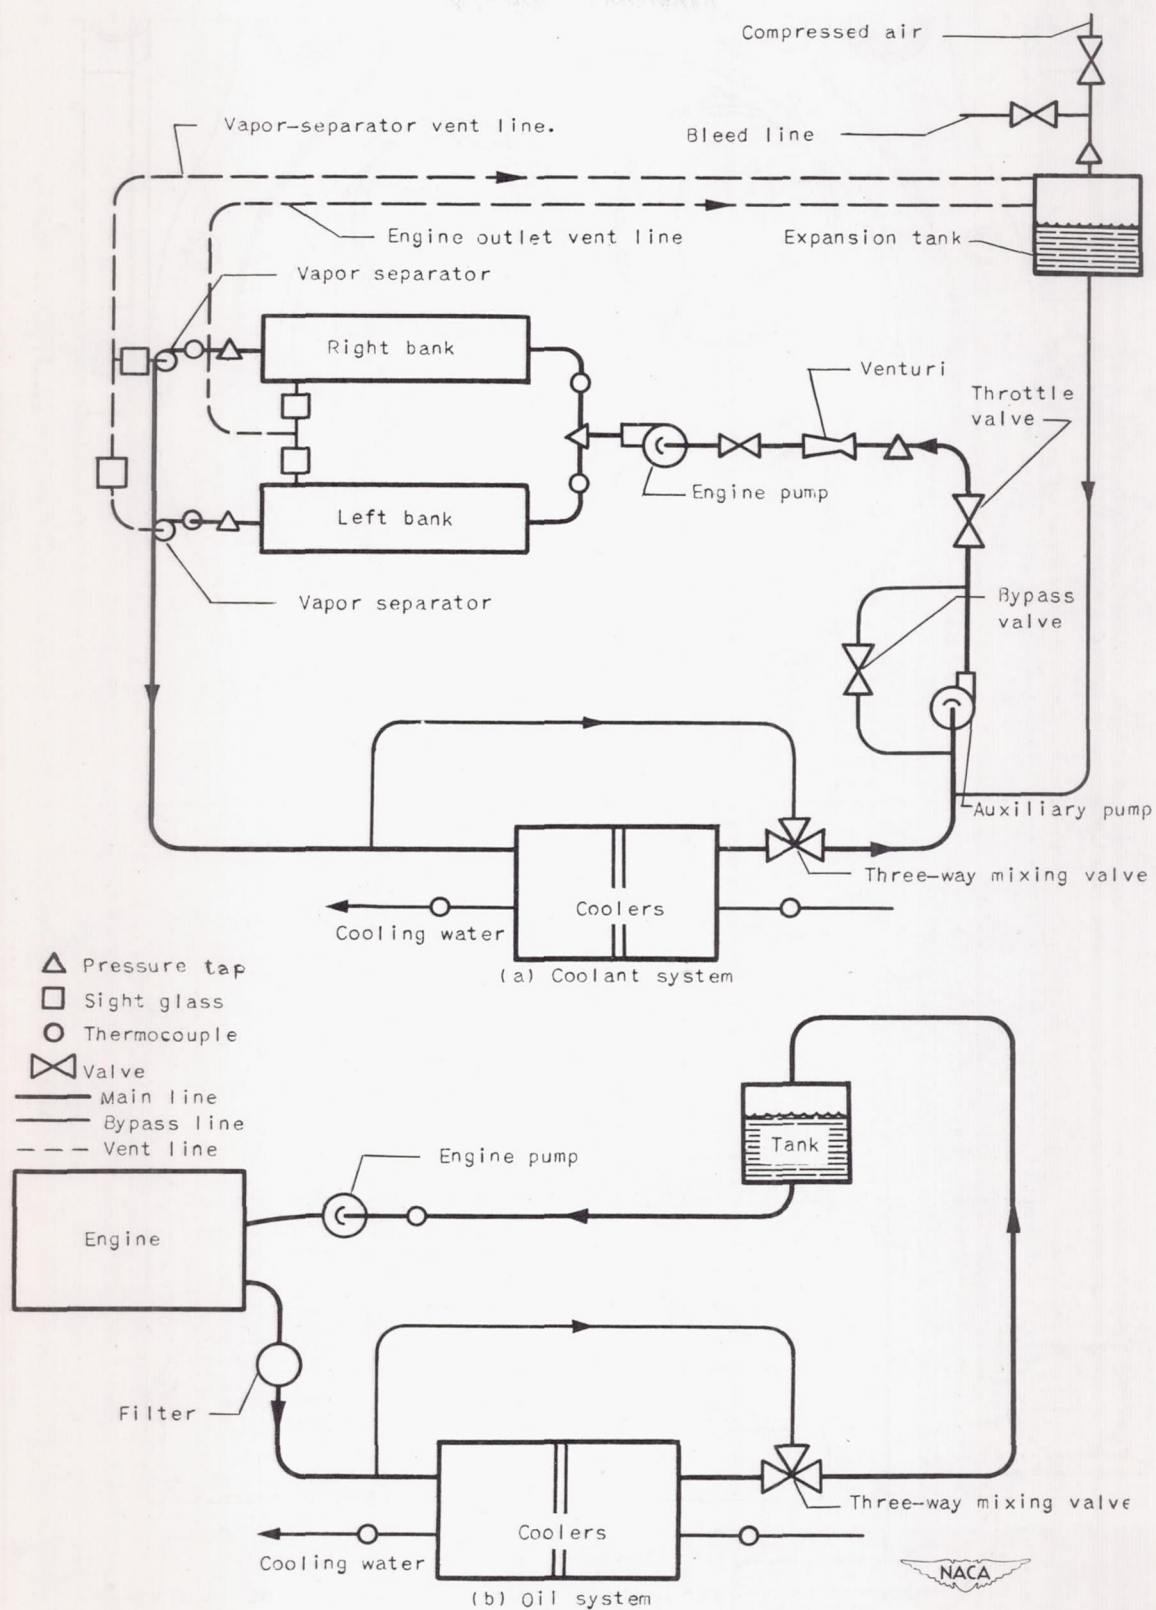 Compressed air
Vapor-separator vent line.
Bleed line
Engine outlet vent line
Expansion tank
Vapor separator
Right bank
Venturi
Throttle
valve
Engine pump
Left bank
Vapor separator
Bypass
valve
Auxiliary pump
Three-way mixing valve
Coolers
Cooling water
(a) Coolant system
Pressure tap
Sight glass
Thermocouple
Valve
Main line
Bypass line
Vent line
Tank
Engine pump
Engine
Filter
Three-way mixing valve
Coolers
Cooling water
(b) Oil system
NACA